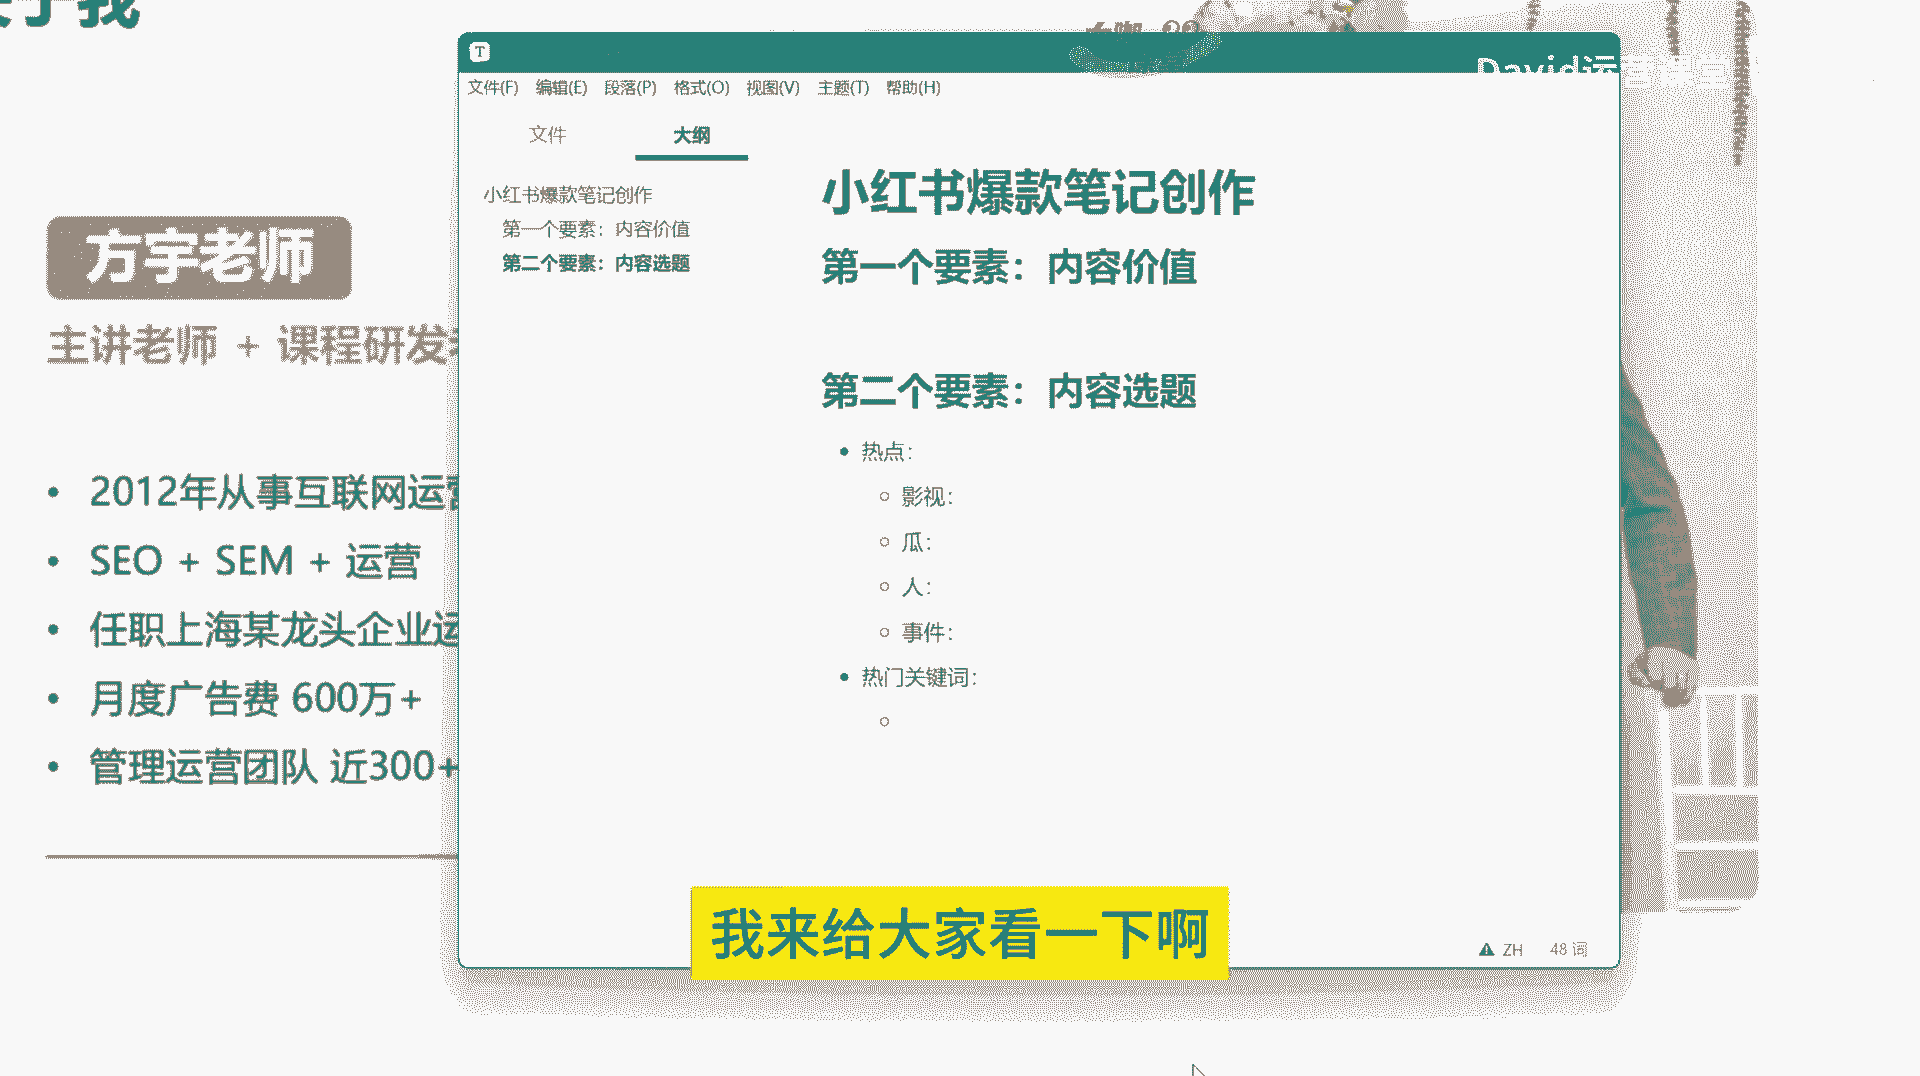 于我
方宇老师
主讲老师 + 课程研发
2012年从事互联网运营
SEO + SEM + 运营
任职上海某龙头企业运
月度广告费 600万+
管理运营团队 近300+
T
David运营
文件(F) 编辑(E) 段落(P) 格式(O) 视图(V) 主题(T) 帮助(H)
文件 大纲
小红书爆款笔记创作
第一个要素：内容价值
第二个要素：内容选题
小红书爆款笔记创作
第一个要素：内容价值
第二个要素：内容选题
热点：
影视：
瓜：
人：
事件：
热门关键词：
ZH 48 词
我来给大家看一下啊